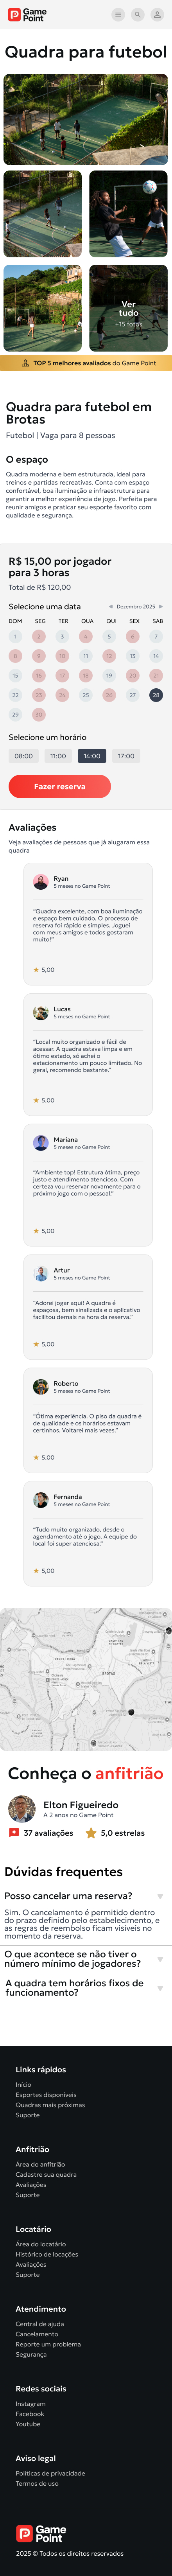 Game
Point
Quadra para futebol
Ver
tudo
+15 fotos
TOP 5 melhores avaliados do Game Point
Quadra para futebol em
Brotas
Futebol | Vaga para 8 pessoas
O espaço
Quadra moderna e bem estruturada, ideal para
treinos e partidas recreativas. Conta com espaço
confortável, boa iluminação e infraestrutura para
garantir a melhor experiência de jogo. Perfeita para
reunir amigos e praticar seu esporte favorito com
qualidade e segurança.
R$ 15,00 por jogador
para 3 horas
Total de R$ 120,00
Selecione uma data
Dezembro 2025
DOM SEG TER QUA QUI SEX SAB
1 2 3 4 5 6 7
8 9 10 11 12 13 14
15 16 17 18 19 20 21
22 23 24 25 26 27 28
29 30
Selecione um horário
08:00 11:00 14:00 17:00
Fazer reserva
Avaliações
Veja avaliações de pessoas que já alugaram essa
quadra
Ryan
5 meses no Game Point
“Quadra excelente, com boa iluminação
e espaço bem cuidado. O processo de
reserva foi rápido e simples. Joguei
com meus amigos e todos gostaram
muito!”
5,00
Lucas
5 meses no Game Point
“Local muito organizado e fácil de
acessar. A quadra estava limpa e em
ótimo estado, só achei o
estacionamento um pouco limitado. No
geral, recomendo bastante.”
5,00
Mariana
5 meses no Game Point
“Ambiente top! Estrutura ótima, preço
justo e atendimento atencioso. Com
certeza vou reservar novamente para o
próximo jogo com o pessoal.”
5,00
Artur
5 meses no Game Point
“Adorei jogar aqui! A quadra é
espaçosa, bem sinalizada e o aplicativo
facilitou demais na hora da reserva.”
5,00
Roberto
5 meses no Game Point
“Ótima experiência. O piso da quadra é
de qualidade e os horários estavam
certinhos. Voltarei mais vezes.”
5,00
Fernanda
5 meses no Game Point
“Tudo muito organizado, desde o
agendamento até o jogo. A equipe do
local foi super atenciosa.”
5,00
BROTAS
Conheça o anfitrião
Elton Figueiredo
A 2 anos no Game Point
37 avaliações 5,0 estrelas
Dúvidas frequentes
Posso cancelar uma reserva?
Sim. O cancelamento é permitido dentro
do prazo definido pelo estabelecimento, e
as regras de reembolso ficam visíveis no
momento da reserva.
O que acontece se não tiver o
número mínimo de jogadores?
A quadra tem horários fixos de
funcionamento?
Links rápidos
Início
Esportes disponíveis
Quadras mais próximas
Suporte
Anfitrião
Área do anfitrião
Cadastre sua quadra
Avaliações
Suporte
Locatário
Área do locatário
Histórico de locações
Avaliações
Suporte
Atendimento
Central de ajuda
Cancelamento
Reporte um problema
Segurança
Redes sociais
Instagram
Facebook
Youtube
Aviso legal
Políticas de privacidade
Termos de uso
Game
Point
2025 © Todos os direitos reservados